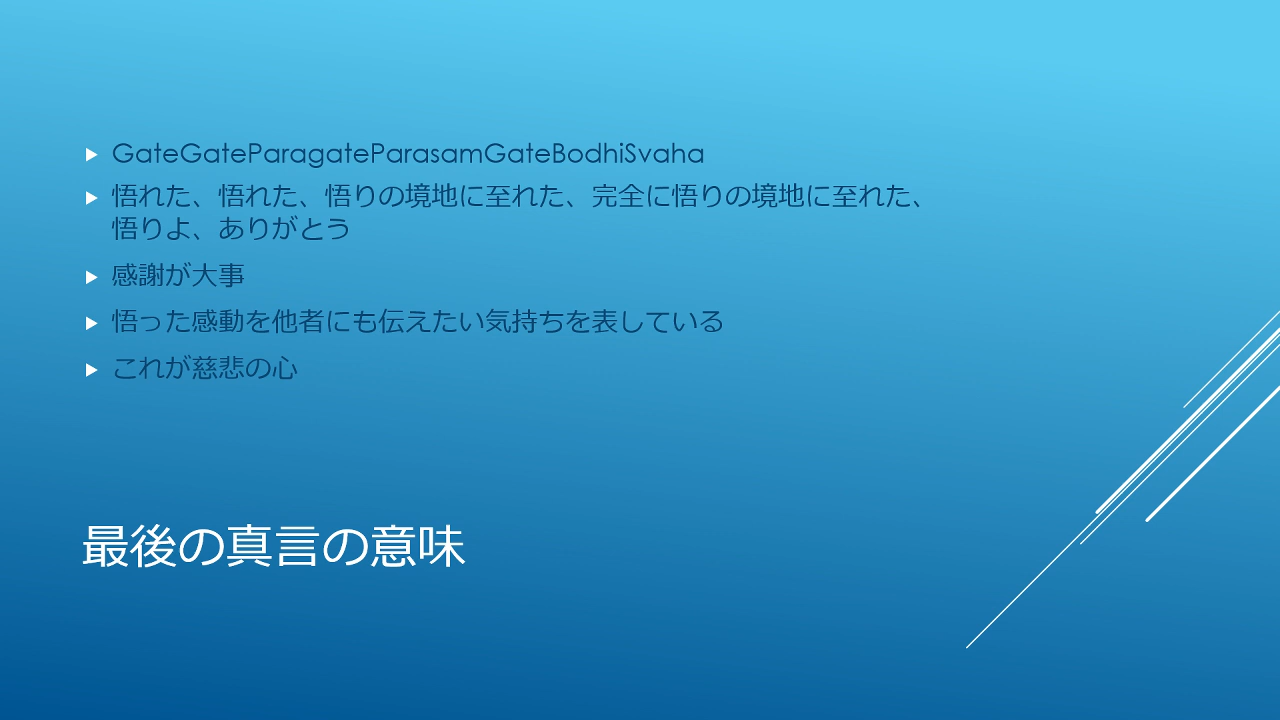 GateGateParagateParasamGateBodhiSvaha
悟れた、悟れた、悟りの境地に至れた、完全に悟りの境地に至れた、
悟りよ、ありがとう
感謝が大事
悟った感動を他者にも伝えたい気持ちを表している
これが慈悲の心
最後の真言の意味